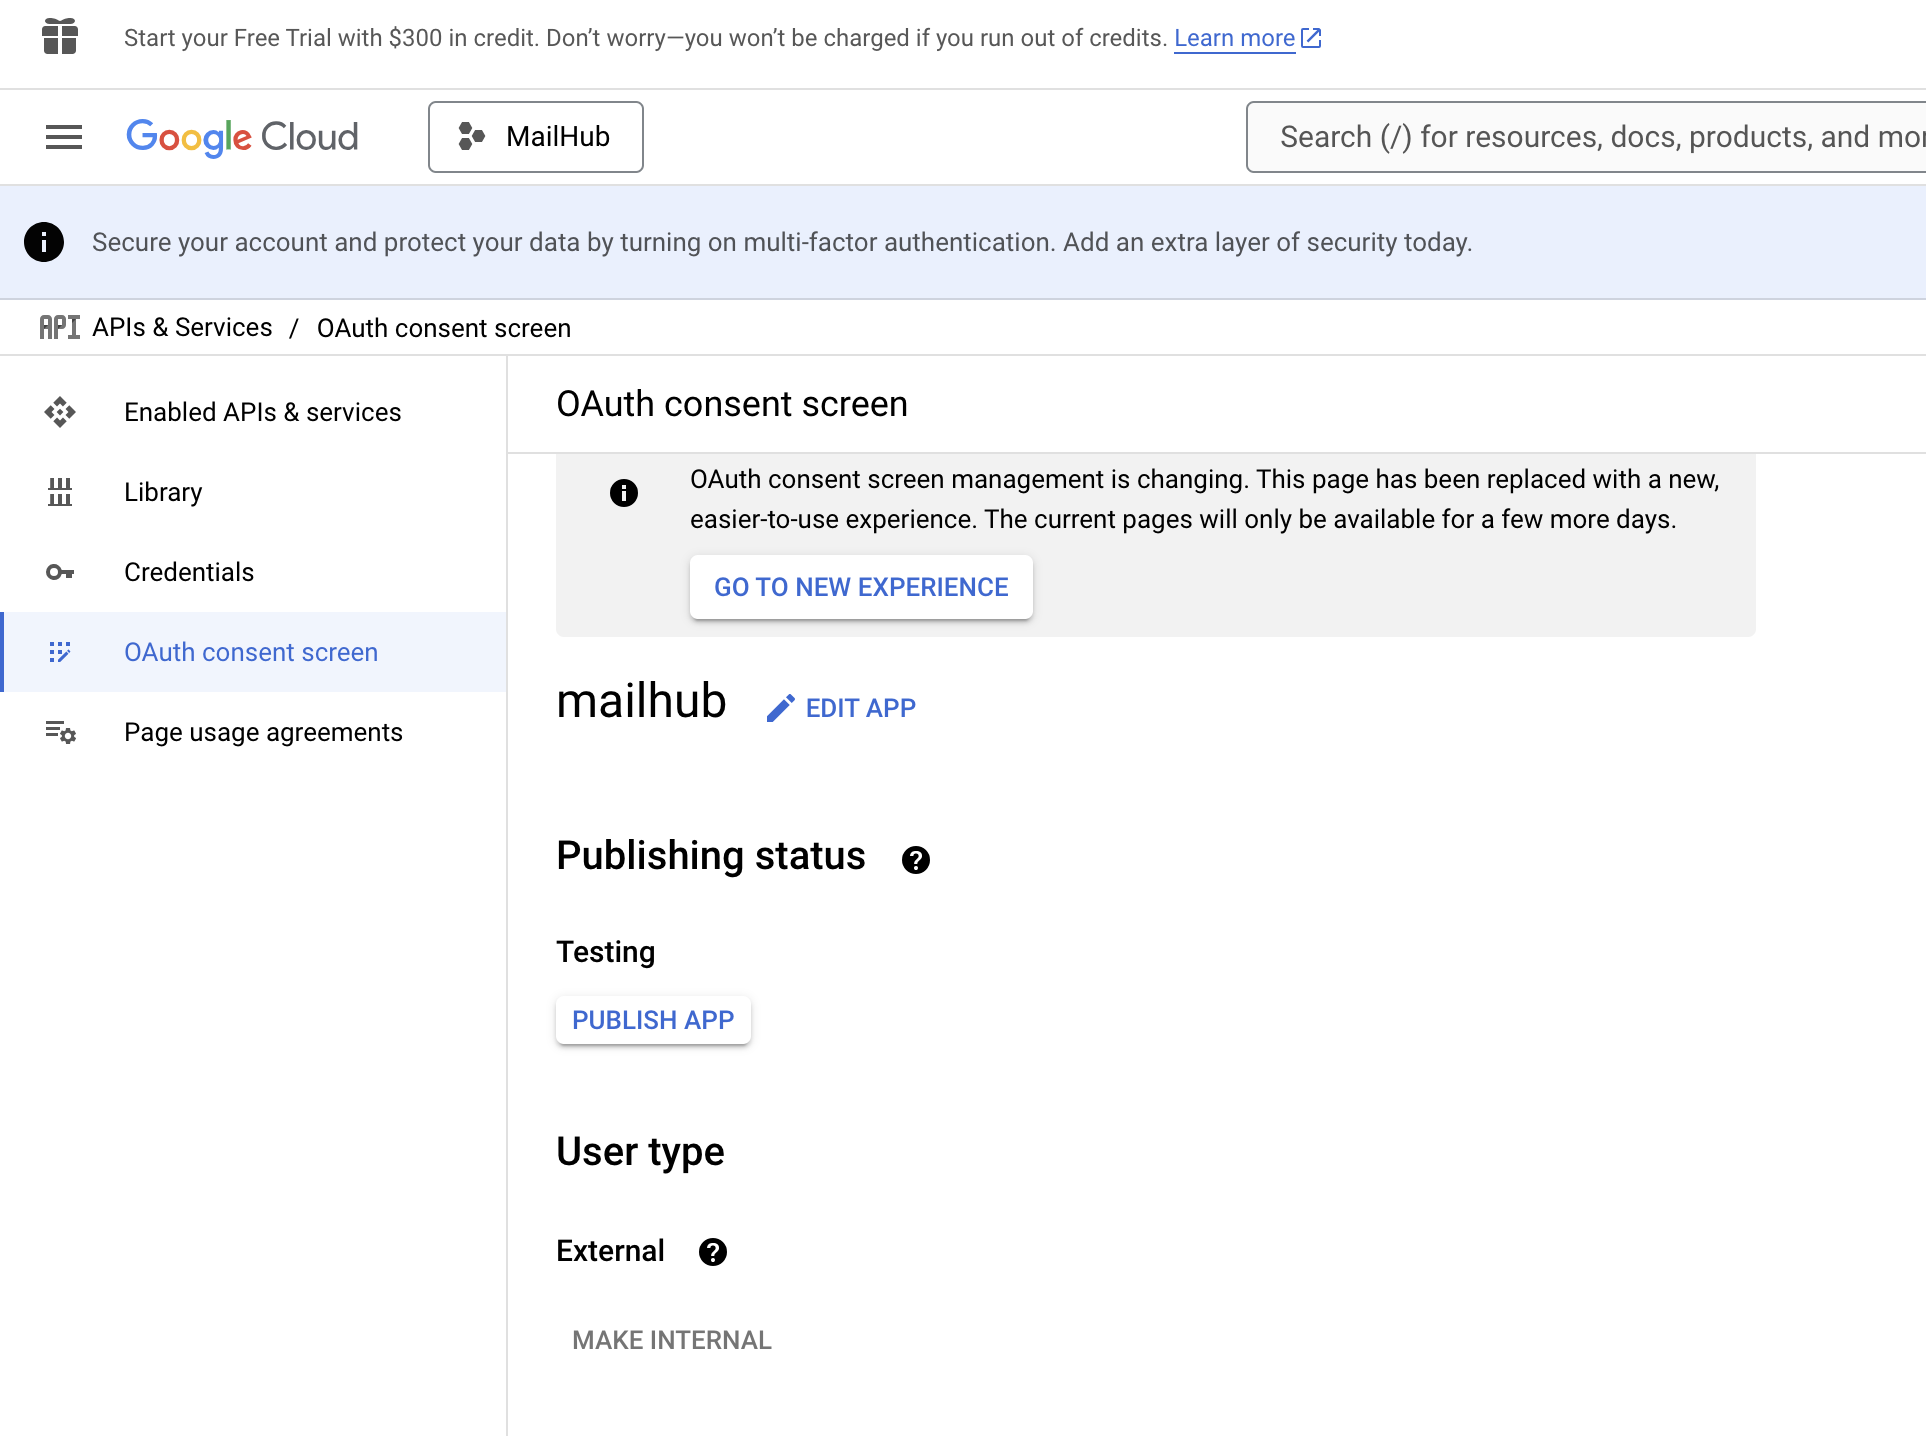 Start your Free Trial with $300 in credit. Don’t worry—you won’t be charged if you run out of credits. Learn more
Google Cloud
MailHub
Search (/) for resources, docs, products, and mor
Secure your account and protect your data by turning on multi-factor authentication. Add an extra layer of security today.
API APIs & Services / OAuth consent screen
Enabled APIs & services
Library
Credentials
OAuth consent screen
Page usage agreements
OAuth consent screen
OAuth consent screen management is changing. This page has been replaced with a new,
easier-to-use experience. The current pages will only be available for a few more days.
GO TO NEW EXPERIENCE
mailhub
EDIT APP
Publishing status
Testing
PUBLISH APP
User type
External
MAKE INTERNAL